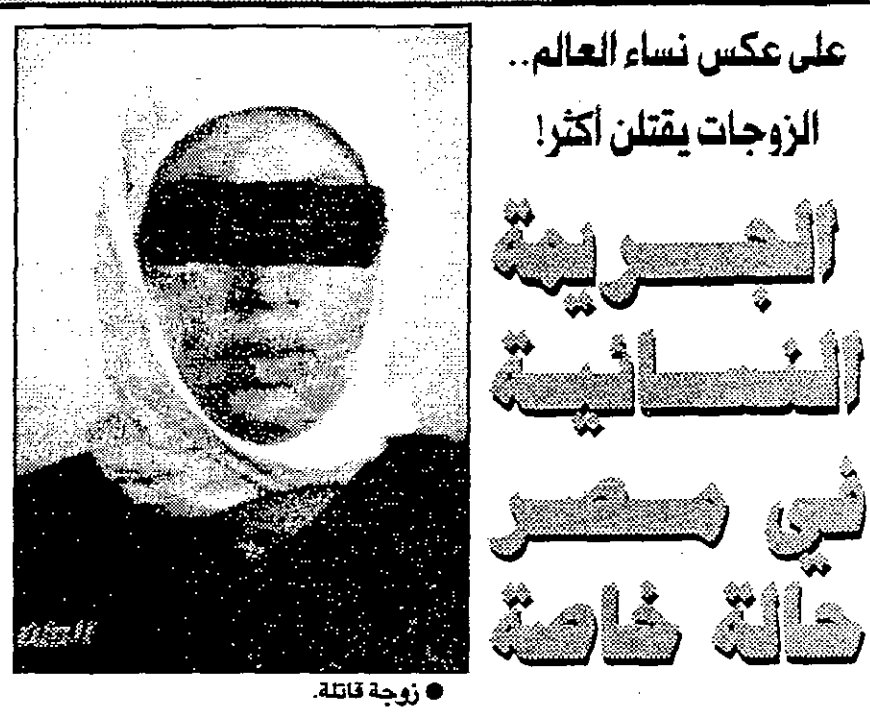 على عكس نساء العالم..
الزوجات يقتلن أكثر!
الجريمة
النسائية
في مصر
حالة خاصة
● زوجة قاتلة.